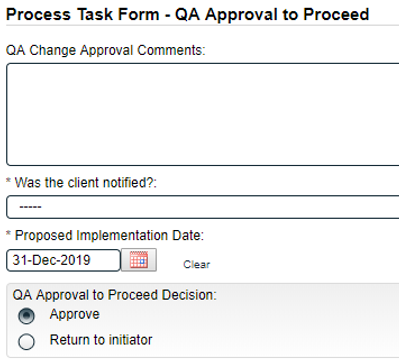 Process Task Form - QA Approval to Proceed
QA Change Approval Comments:
* Was the client notified?:
-----
* Proposed Implementation Date:
31-Dec-2019
Clear
QA Approval to Proceed Decision:
Approve
Return to initiator